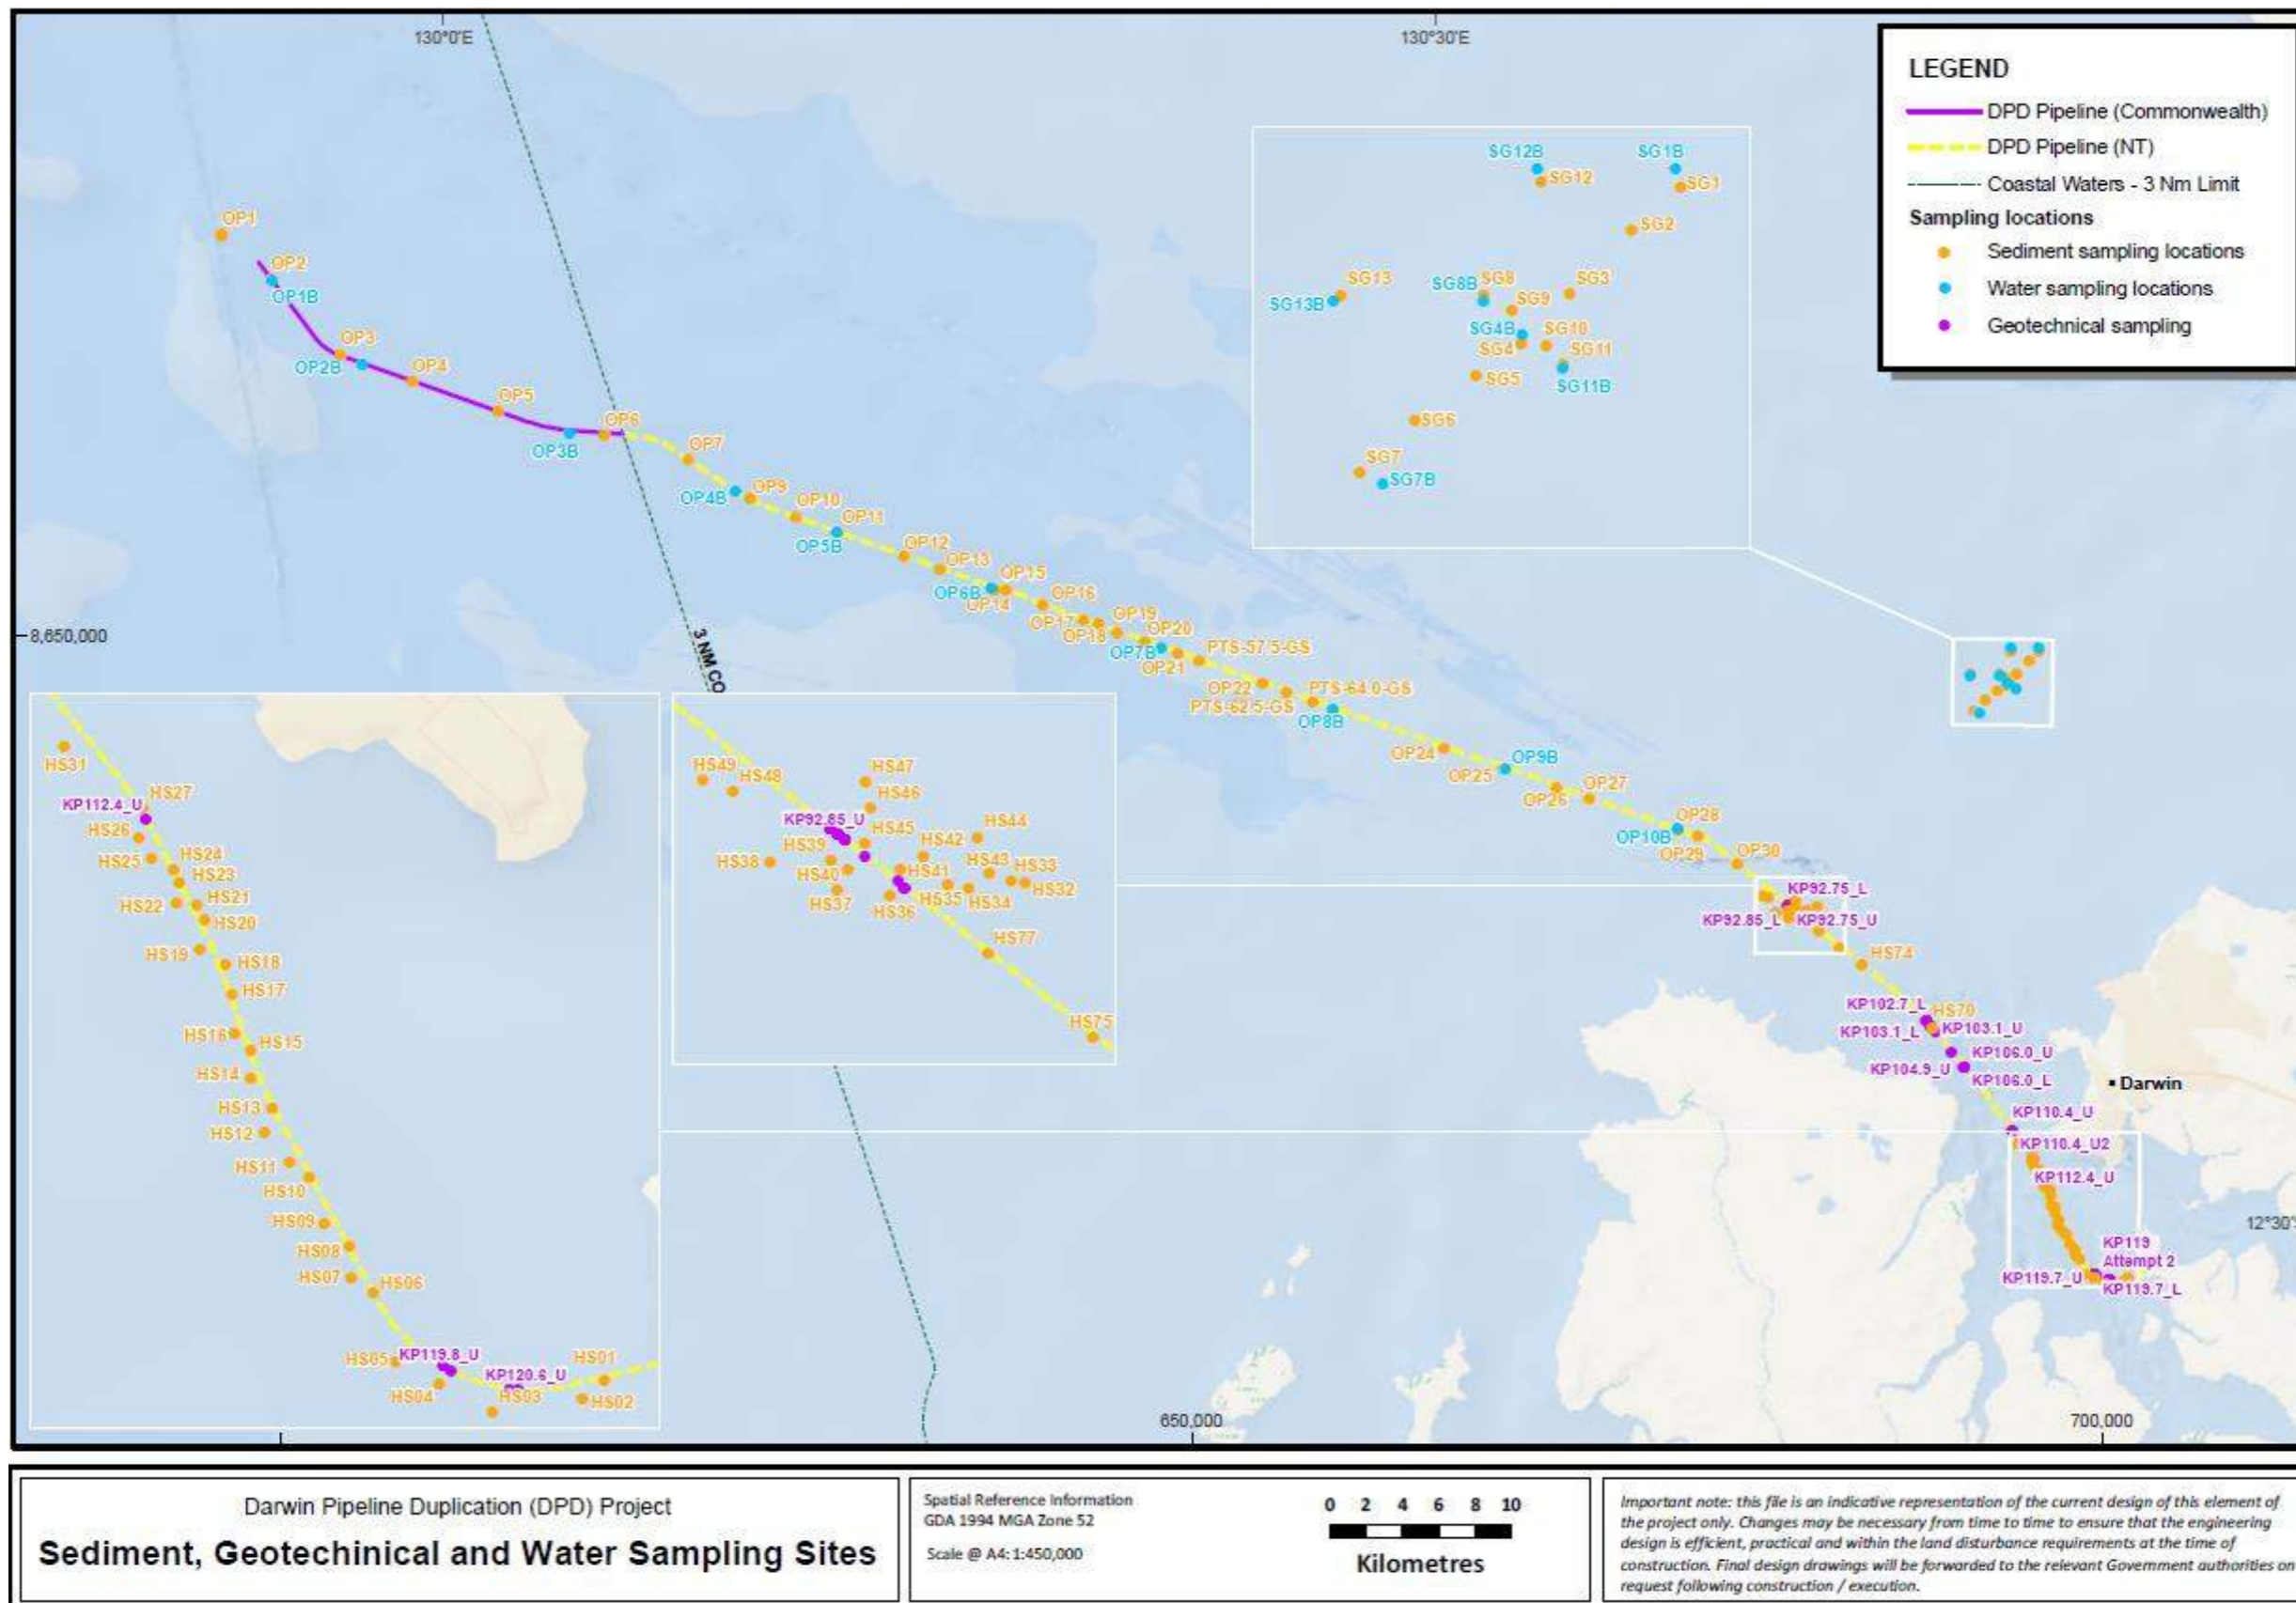 130°0'E
130°30'E
LEGEND
DPD Pipeline (Commonwealth)
DPD Pipeline (NT)
Coastal Waters - 3 Nm Limit
Sampling locations
Sediment sampling locations
Water sampling locations
Geotechnical sampling
SG12B
SG1B
SG12
SG1
SG2
SG13
SG13B
SG8B
SG8
SG3
SG9
SG4B
SG10
SG4
SG11
SG5
SG11B
SG6
SG7
SG7B
OP1
OP2
OP1B
OP3
OP2B
OP4
OP5
OP6
OP3B
OP7
OP4B
OP9
OP10
OP11
OP5B
OP12
OP13
OP15
OP6B
OP14
OP16
OP17
OP19
OP18
OP20
OP7B
OP21
PTS-57.5-GS
OP22
PTS-64.0-GS
PTS-62.5-GS
OP8B
OP24
OP9B
OP25
OP27
OP26
OP28
OP10B
OP29
OP30
8,650,000
3 NM CO
KP92.75_L
KP92.85_L
KP92.75_U
HS74
KP102.7_L
HS70
KP103.1_L
KP103.1_U
KP106.0_U
KP104.9_U
KP106.0_L
Darwin
KP110.4_U
KP110.4_U2
KP112.4_U
12°30'
KP119
Attempt 2
KP119.7_U
KP119.7_L
HS31
HS27
KP112.4_U
HS26
HS25
HS24
HS23
HS22
HS21
HS20
HS19
HS18
HS17
HS16
HS15
HS14
HS13
HS12
HS11
HS10
HS09
HS08
HS07
HS06
HS05
KP119.8_U
HS01
KP120.6_U
HS04
HS03
HS02
HS49
HS48
HS47
HS46
KP92.85_U
HS45
HS44
HS42
HS39
HS38
HS43
HS33
HS40
HS41
HS32
HS37
HS35
HS34
HS36
HS77
HS75
650,000
700,000
Darwin Pipeline Duplication (DPD) Project
Sediment, Geotechinical and Water Sampling Sites
Spatial Reference Information
GDA 1994 MGA Zone 52
Scale @ A4: 1:450,000
0 2 4 6 8 10
Kilometres
Important note: this file is an indicative representation of the current design of this element of
the project only. Changes may be necessary from time to time to ensure that the engineering
design is efficient, practical and within the land disturbance requirements at the time of
construction. Final design drawings will be forwarded to the relevant Government authorities on
request following construction / execution.